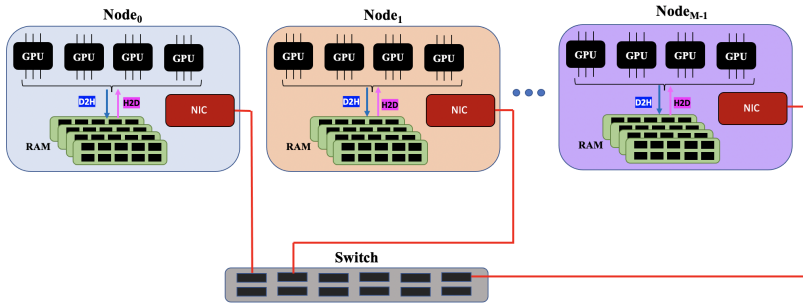 Node0
Node1
NodeM-1
GPU GPU GPU GPU
GPU GPU GPU GPU
GPU GPU GPU GPU
D2H H2D
D2H H2D
D2H H2D
NIC
NIC
NIC
RAM
RAM
RAM
Switch